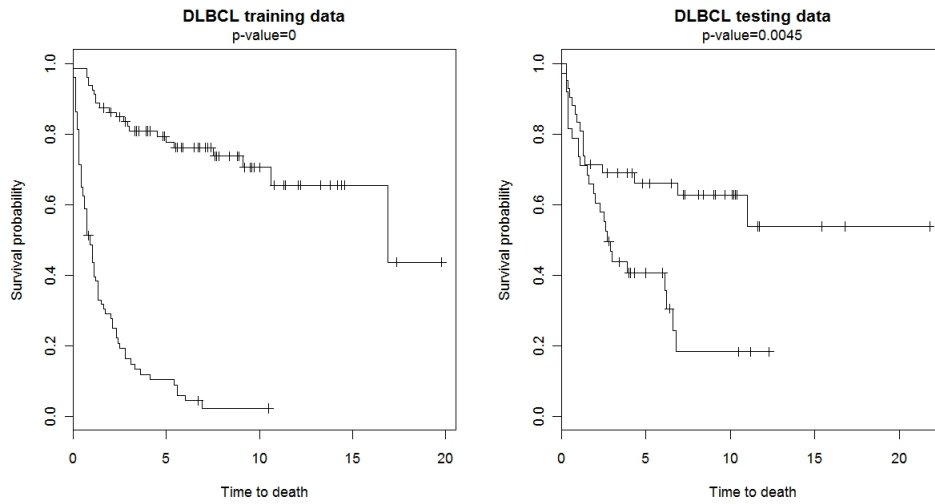 DLBCL training data
p-value=0
1.0
0.8
0.6
0.4
0.2
0.0
Survival probability
0 5 10 15 20
Time to death
DLBCL testing data
p-value=0.0045
1.0
0.8
0.6
0.4
0.2
0.0
Survival probability
0 5 10 15 20
Time to death